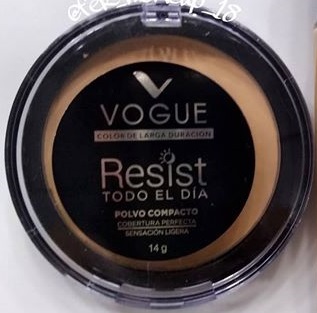 VOGUE
COLOR DE LARGA DURACIÓN
Resist
TODO EL DÍA
POLVO COMPACTO
COBERTURA PERFECTA
SENSACIÓN LIGERA
14 g